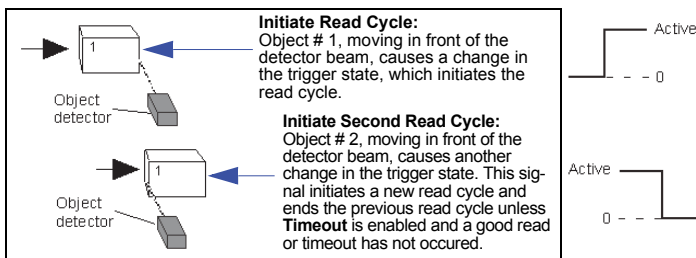 Initiate Read Cycle:
Object # 1, moving in front of the
detector beam, causes a change in
the trigger state, which initiates the
read cycle.
1
Object
detector
Active
0
Initiate Second Read Cycle:
Object # 2, moving in front of the
detector beam, causes another
change in the trigger state. This sig-
nal initiates a new read cycle and
ends the previous read cycle unless
Timeout is enabled and a good read
or timeout has not occured.
1
Object
detector
Active
0